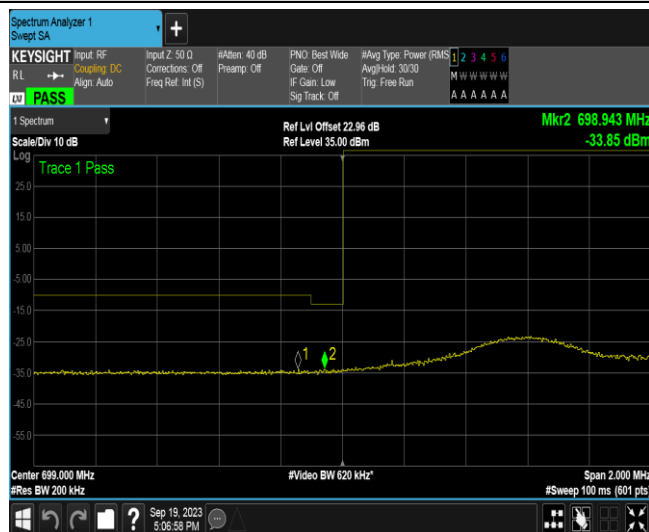 Spectrum Analyzer 1
Swept SA
+
KEYSIGHT Input: RF
RL Coupling: DC
Align: Auto
Input Z: 50 Ω
Corrections: Off
Freq Ref: Int (S)
#Atten: 40 dB
Preamp: Off
PNO: Best Wide
Gate: Off
IF Gain: Low
Sig Track: Off
#Avg Type: Power (RMS
Avg|Hold: 30/30
Trig: Free Run
1 2 3 4 5 6
M W W W W W
A A A A A A
LXI PASS
1 Spectrum
Scale/Div 10 dB
Ref Lvl Offset 22.96 dB
Ref Level 35.00 dBm
Mkr2 698.943 MHz
-33.85 dBm
Log
Trace 1 Pass
25.0
15.0
5.00
-5.00
-15.0
-25.0
-35.0
-45.0
-55.0
1
2
Center 699.000 MHz
#Res BW 200 kHz
#Video BW 620 kHz*
Span 2.000 MHz
#Sweep 100 ms (601 pts)
?
Sep 19, 2023
5:06:58 PM